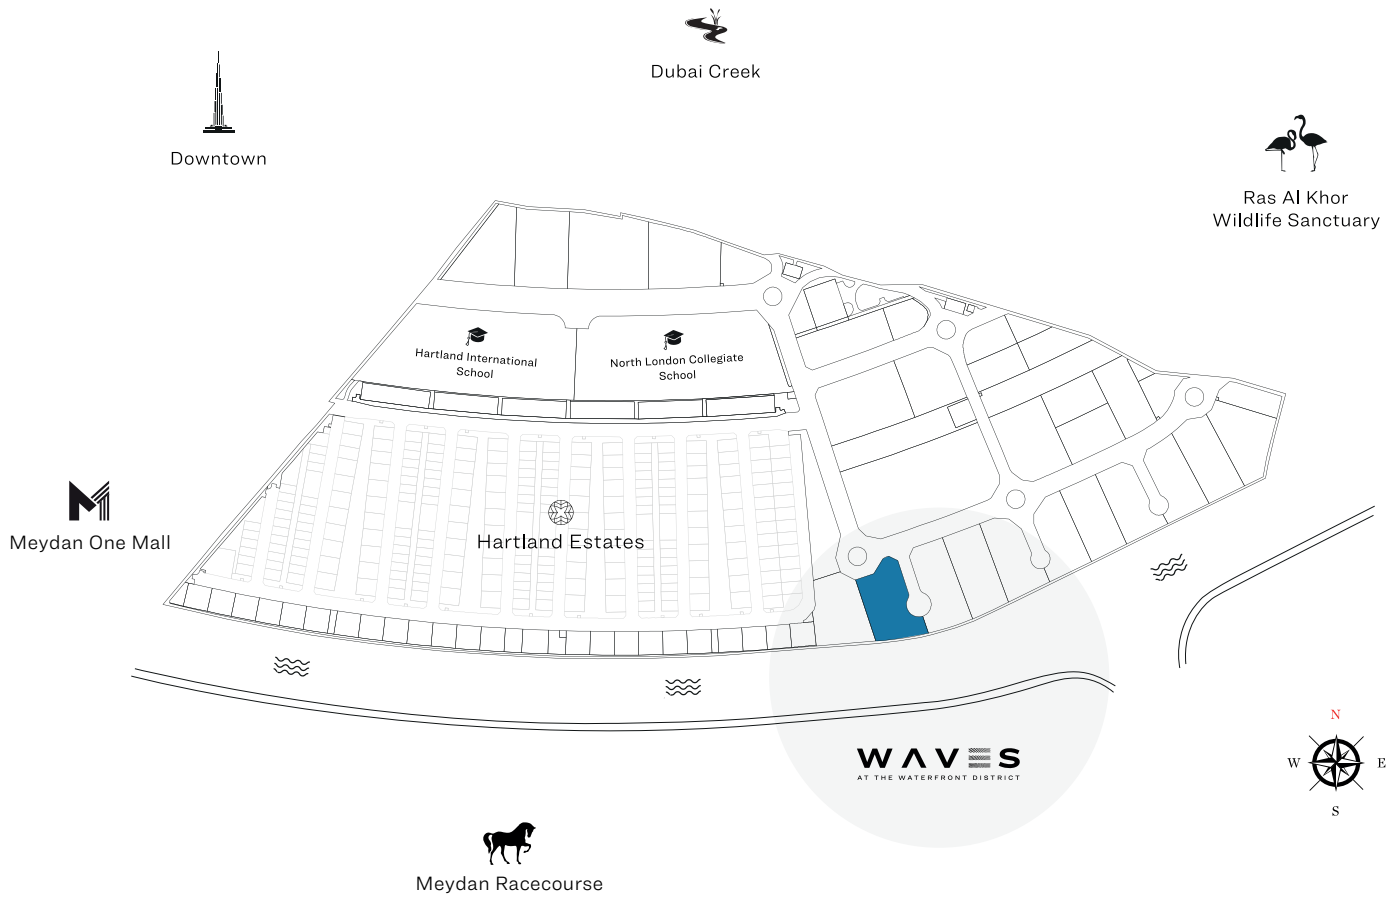 Dubai Creek
Downtown
Ras Al Khor
Wildlife Sanctuary
Hartland International
School
North London Collegiate
School
Meydan One Mall
Hartland Estates
WAVES
AT THE WATERFRONT DISTRICT
N
W
E
S
Meydan Racecourse